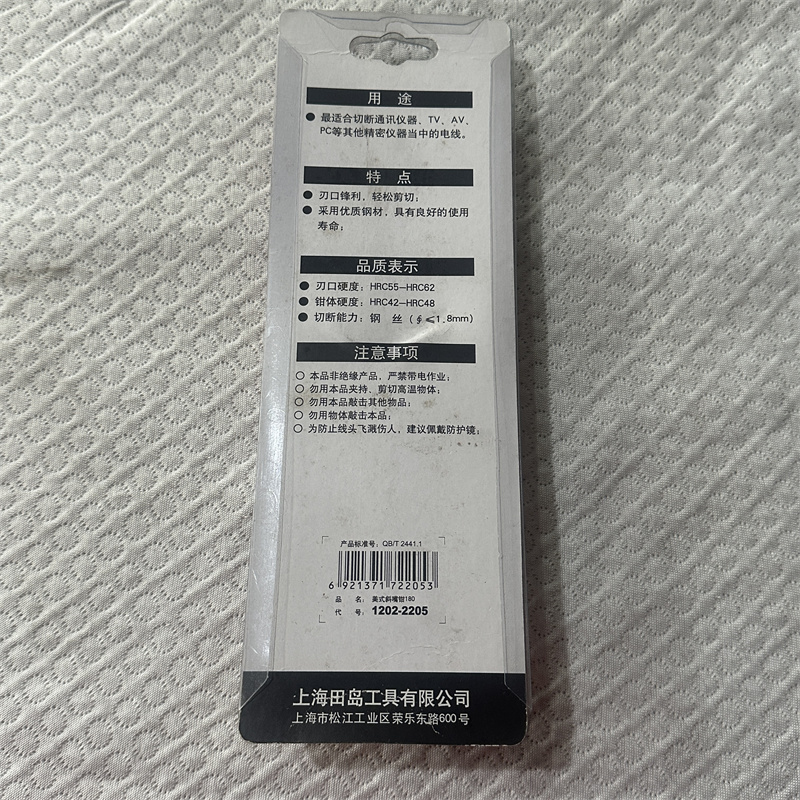 用 途
● 最适合切断通讯仪器、TV、AV、
PC等其他精密仪器当中的电线。
特 点
● 刃口锋利，轻松剪切；
● 采用优质钢材，具有良好的使用
寿命；
品质表示
● 刃口硬度：HRC55-HRC62
● 钳体硬度：HRC42-HRC48
● 切断能力：钢 丝（∮≤1.8mm）
注意事项
○ 本品非绝缘产品，严禁带电作业；
○ 勿用本品夹持、剪切高温物体；
○ 勿用本品敲击其他物品；
○ 勿用物体敲击本品；
○ 为防止线头飞溅伤人，建议佩戴防护镜；
产品标准号：QB/T 2441.1
6 921371 722053
品 名：美式斜嘴钳180
代 号：1202-2205
上海田岛工具有限公司
上海市松江工业区荣乐东路600号